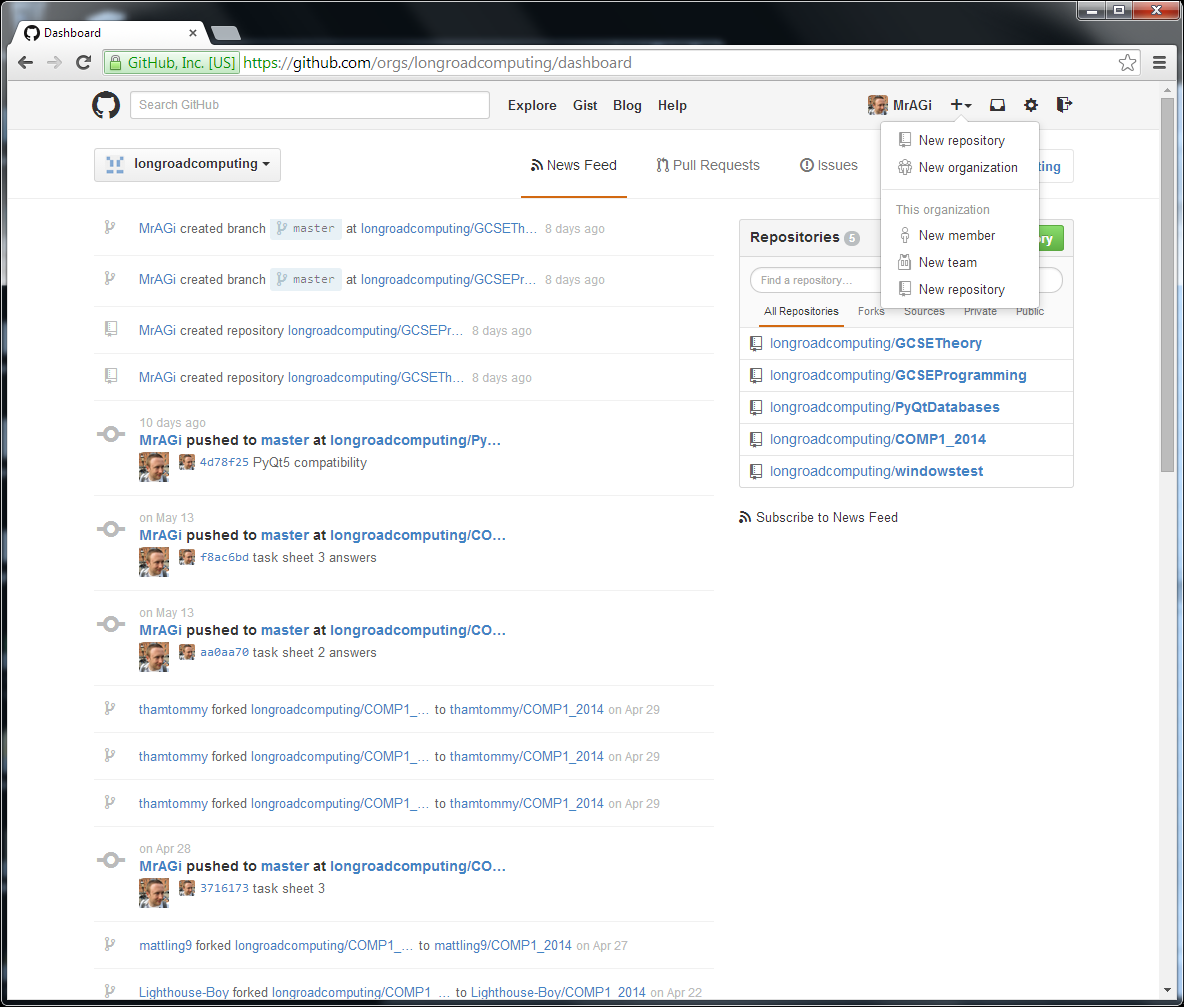 Dashboard
GitHub, Inc. [US] https://github.com/orgs/longroadcomputing/dashboard
Search GitHub
Explore Gist Blog Help
MrAGi
New repository
New organization
This organization
New member
New team
New repository
longroadcomputing
News Feed Pull Requests Issues
ting
MrAGi created branch master at longroadcomputing/GCSETh… 8 days ago
MrAGi created branch master at longroadcomputing/GCSEPr… 8 days ago
MrAGi created repository longroadcomputing/GCSEPr… 8 days ago
MrAGi created repository longroadcomputing/GCSETh… 8 days ago
10 days ago
MrAGi pushed to master at longroadcomputing/Py…
4d78f25 PyQt5 compatibility
on May 13
MrAGi pushed to master at longroadcomputing/CO…
f8ac6bd task sheet 3 answers
on May 13
MrAGi pushed to master at longroadcomputing/CO…
aa0aa70 task sheet 2 answers
thamtommy forked longroadcomputing/COMP1_… to thamtommy/COMP1_2014 on Apr 29
thamtommy forked longroadcomputing/COMP1_… to thamtommy/COMP1_2014 on Apr 29
thamtommy forked longroadcomputing/COMP1_… to thamtommy/COMP1_2014 on Apr 29
on Apr 28
MrAGi pushed to master at longroadcomputing/CO…
3716173 task sheet 3
mattling9 forked longroadcomputing/COMP1_… to mattling9/COMP1_2014 on Apr 27
Lighthouse-Boy forked longroadcomputing/COMP1_… to Lighthouse-Boy/COMP1_2014 on Apr 22
Repositories 5
ry
Find a repository…
All Repositories Forks Sources Private Public
longroadcomputing/GCSETheory
longroadcomputing/GCSEProgramming
longroadcomputing/PyQtDatabases
longroadcomputing/COMP1_2014
longroadcomputing/windowstest
Subscribe to News Feed